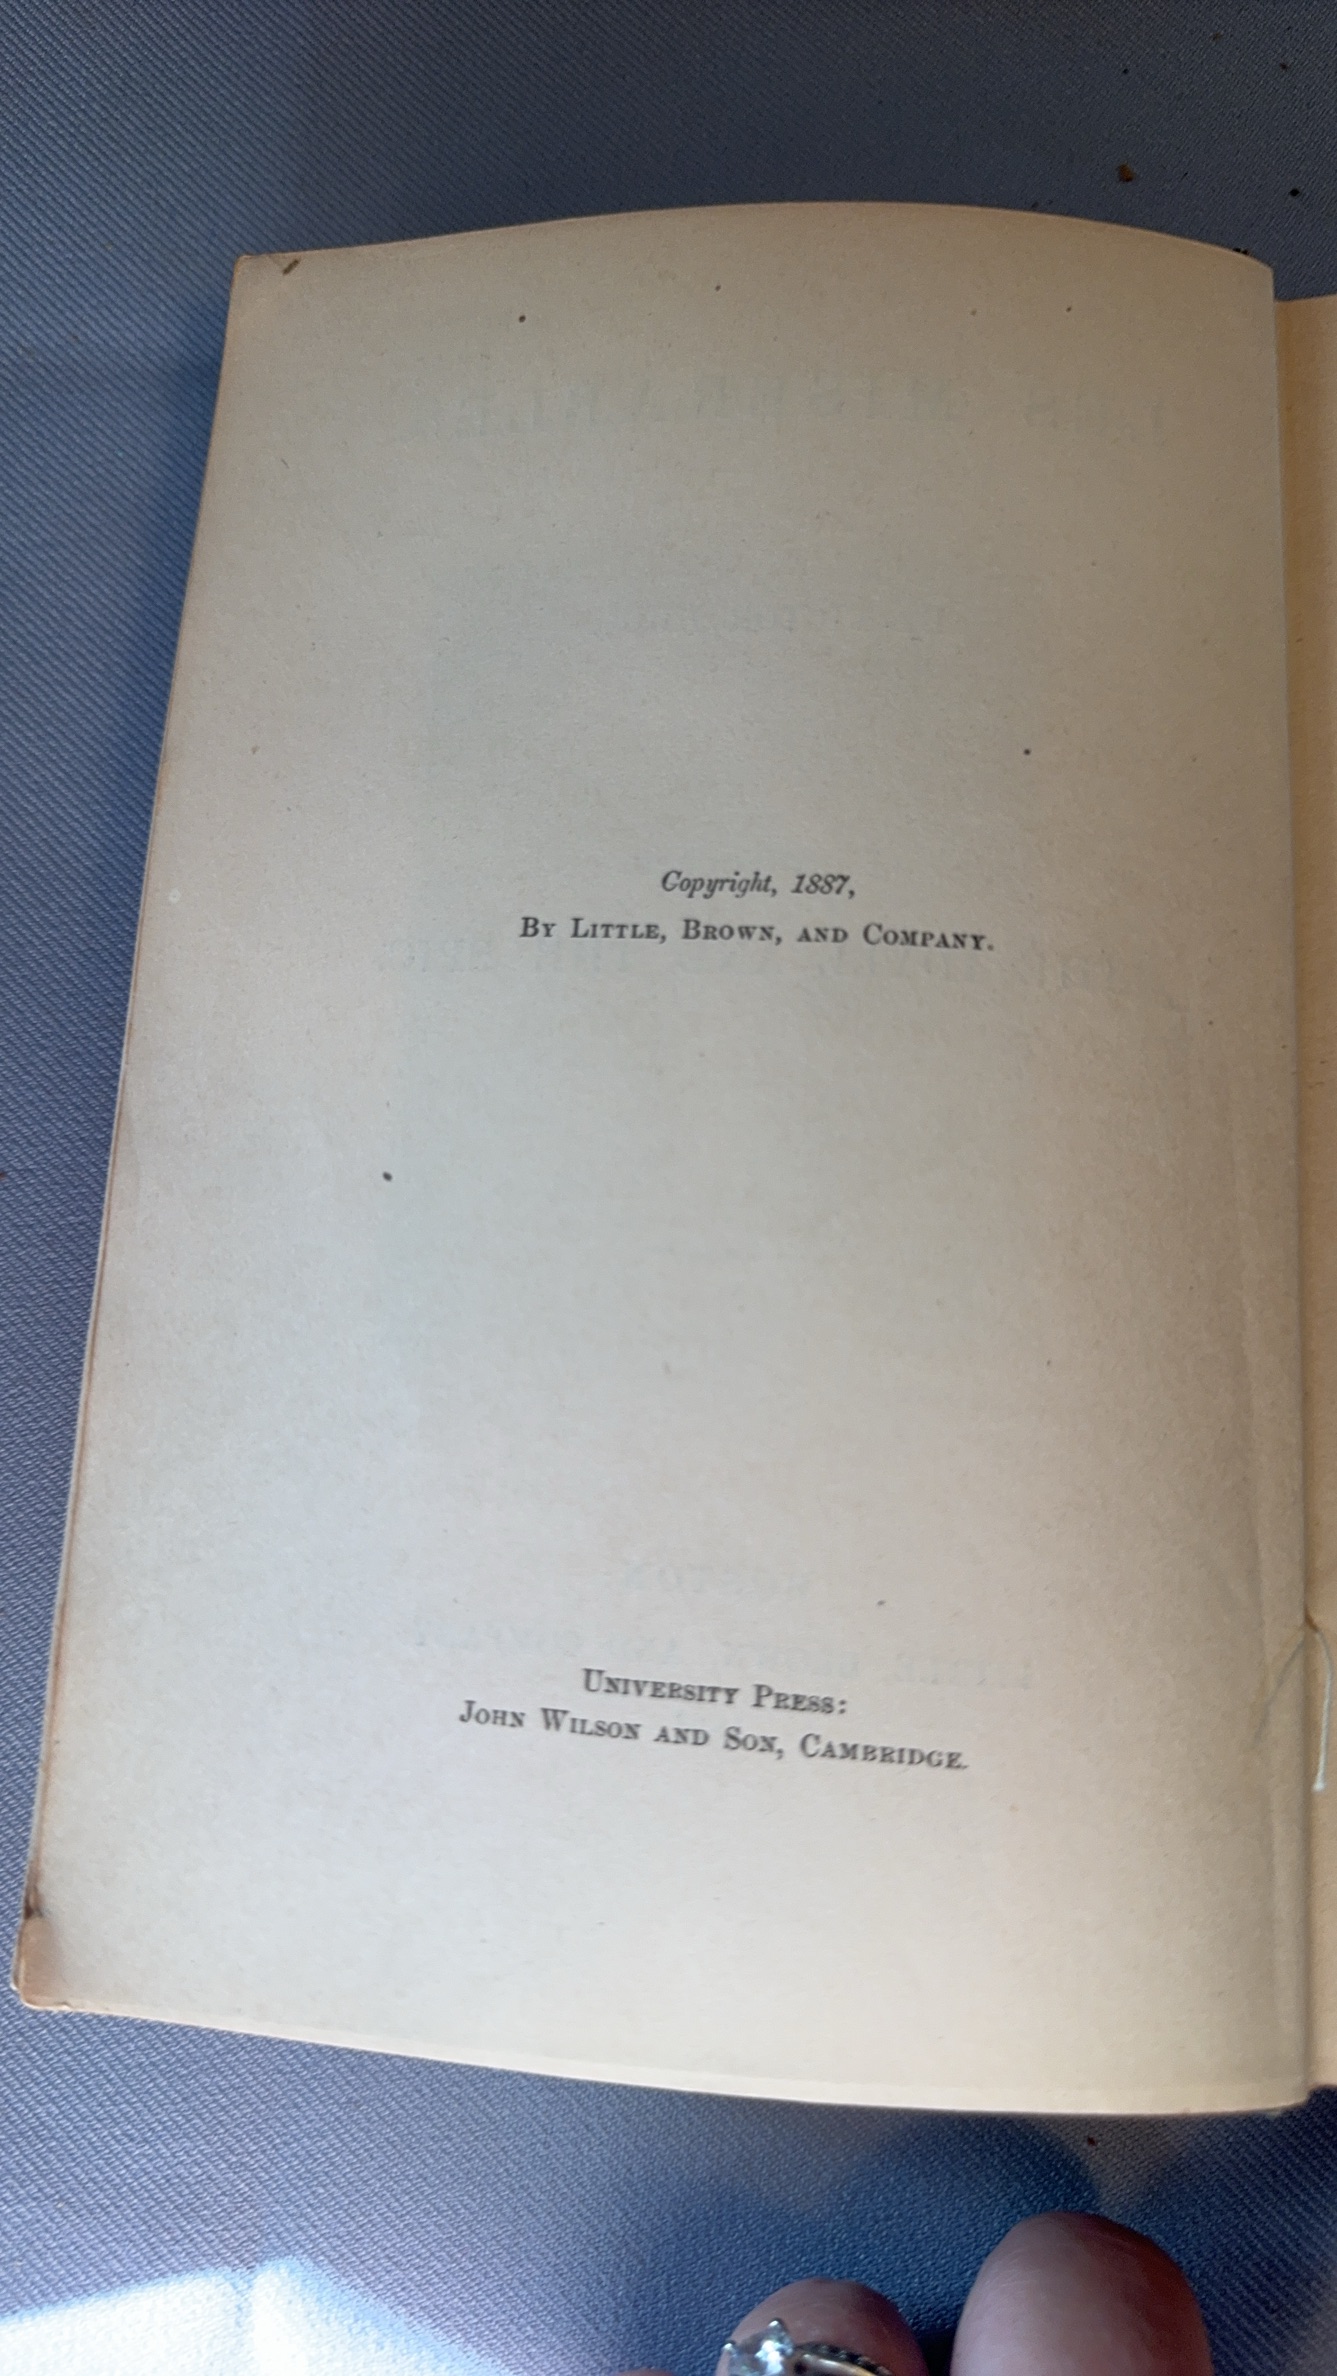 Copyright, 1887,
By Little, Brown, and Company.
University Press:
John Wilson and Son, Cambridge.